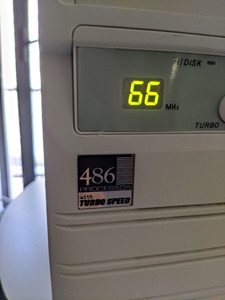 /DISK
66
MHz
TURBO
486
PROCESSOR
with
TURBO SPEED